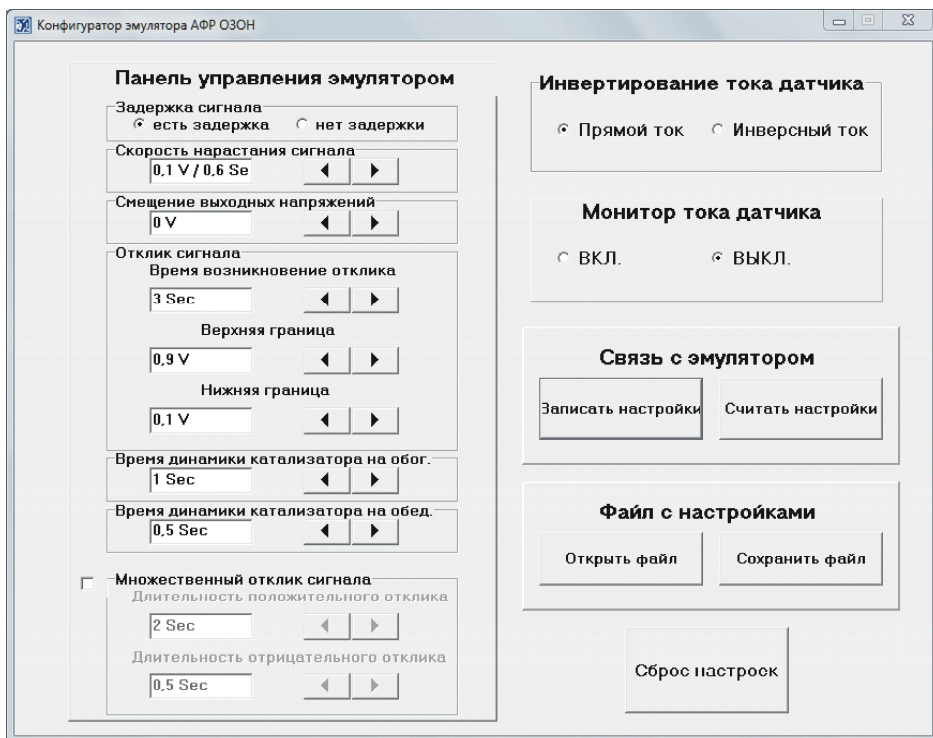 Конфигуратор эмулятора АФР ОЗОН
Панель управления эмулятором
Задержка сигнала
есть задержка нет задержки
Скорость нарастания сигнала
0,1 V / 0,6 Se
Смещение выходных напряжений
0 V
Отклик сигнала
Время возникновение отклика
3 Sec
Верхняя граница
0,9 V
Нижняя граница
0,1 V
Время динамики катализатора на обог.
1 Sec
Время динамики катализатора на обед.
0,5 Sec
Множественный отклик сигнала
Длительность положительного отклика
2 Sec
Длительность отрицательного отклика
0,5 Sec
Инвертирование тока датчика
Прямой ток Инверсный ток
Монитор тока датчика
ВКЛ. ВЫКЛ.
Связь с эмулятором
Записать настройки Считать настройки
Файл с настройками
Открыть файл Сохранить файл
Сброс настроек